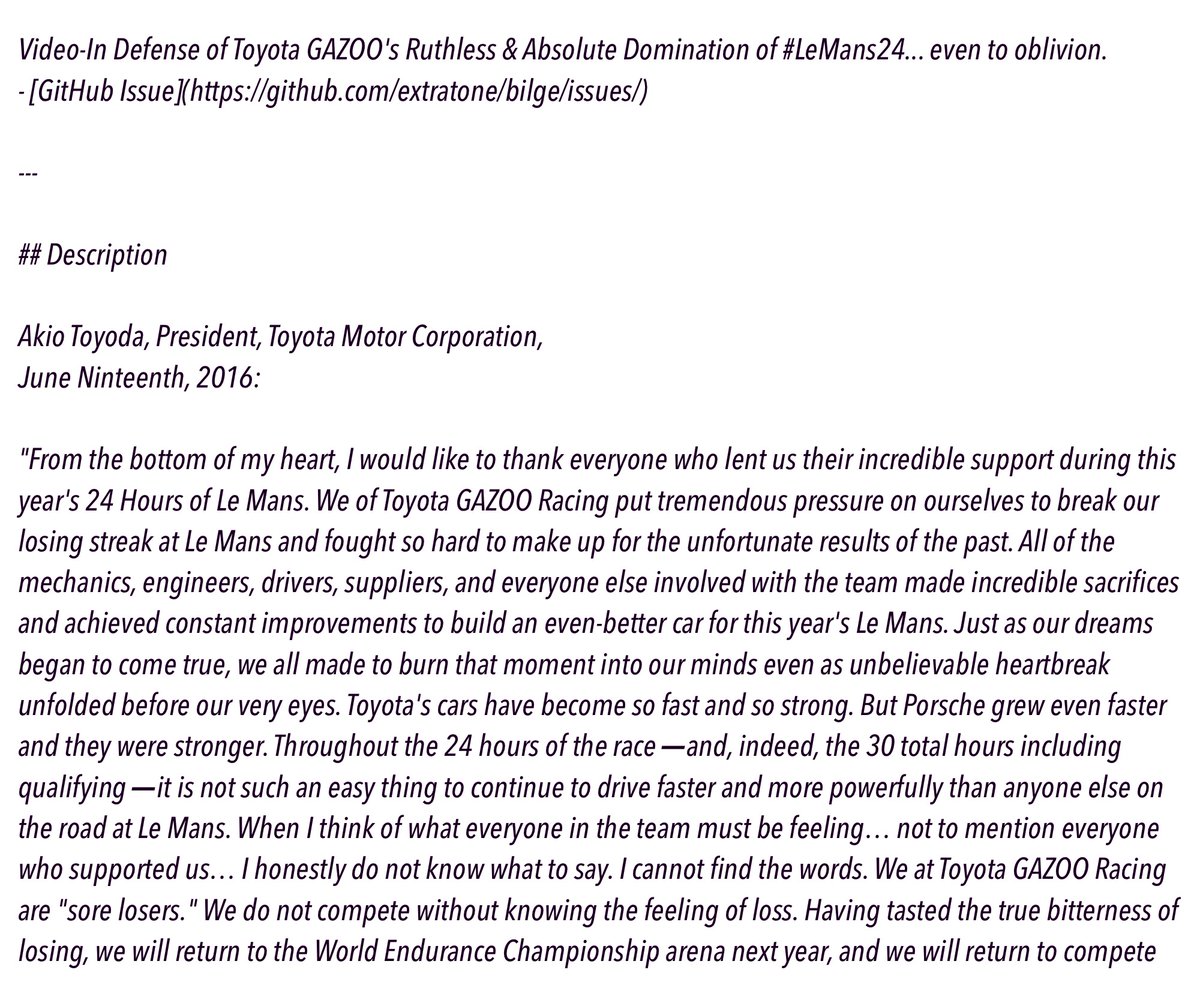 Video-In Defense of Toyota GAZOO's Ruthless & Absolute Domination of #LeMans24... even to oblivion.
- [GitHub Issue](https://github.com/extratone/bilge/issues/)
---
## Description
Akio Toyoda, President, Toyota Motor Corporation,
June Ninteenth, 2016:
"From the bottom of my heart, I would like to thank everyone who lent us their incredible support during this
year's 24 Hours of Le Mans. We of Toyota GAZOO Racing put tremendous pressure on ourselves to break our
losing streak at Le Mans and fought so hard to make up for the unfortunate results of the past. All of the
mechanics, engineers, drivers, suppliers, and everyone else involved with the team made incredible sacrifices
and achieved constant improvements to build an even-better car for this year's Le Mans. Just as our dreams
began to come true, we all made to burn that moment into our minds even as unbelievable heartbreak
unfolded before our very eyes. Toyota's cars have become so fast and so strong. But Porsche grew even faster
and they were stronger. Throughout the 24 hours of the race —and, indeed, the 30 total hours including
qualifying —it is not such an easy thing to continue to drive faster and more powerfully than anyone else on
the road at Le Mans. When I think of what everyone in the team must be feeling… not to mention everyone
who supported us… I honestly do not know what to say. I cannot find the words. We at Toyota GAZOO Racing
are "sore losers." We do not compete without knowing the feeling of loss. Having tasted the true bitterness of
losing, we will return to the World Endurance Championship arena next year, and we will return to compete